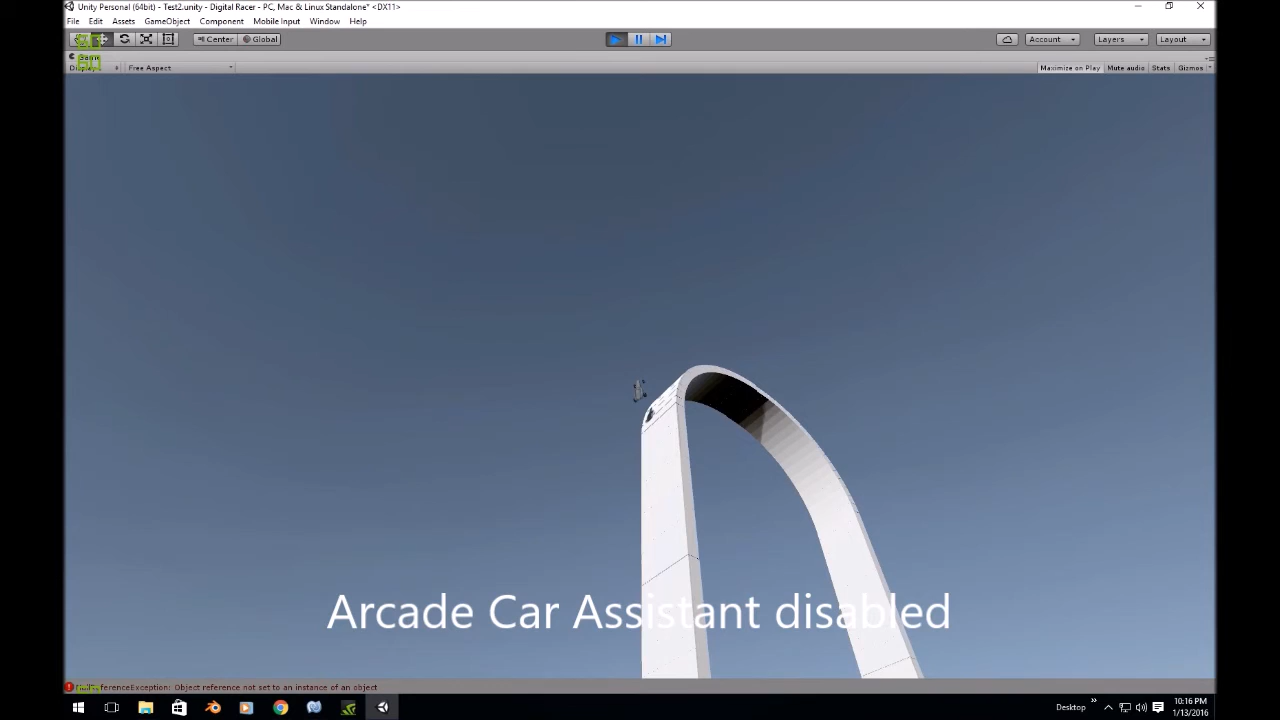 Unity Personal (64bit) - Test2.unity - Digital Racer - PC, Mac & Linux Standalone* <DX11>
File Edit Assets GameObject Component Mobile Input Window Help
Center Global Account Layers Layout
Free Aspect Maximize on Play Mute audio Stats Gizmos
Arcade Car Assistant disabled
Object reference not set to an instance of an object
Desktop
10:16 PM
1/13/2016